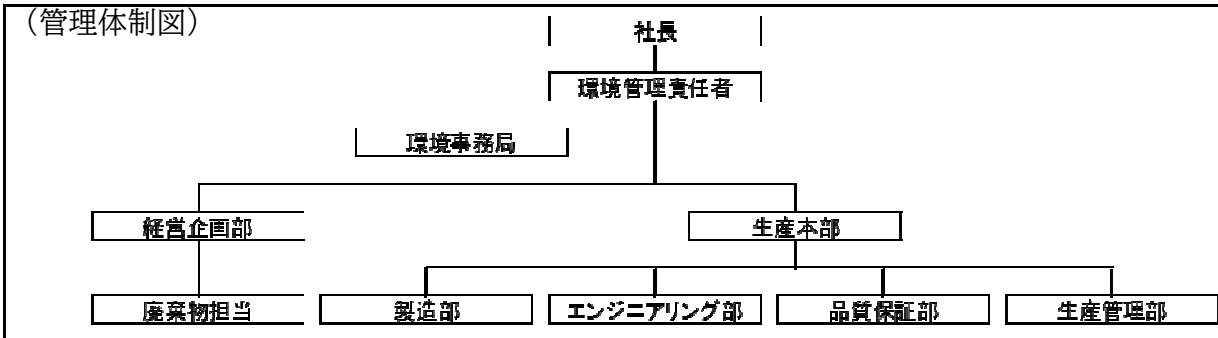 （管理体制図）
社長
環境管理責任者
環境事務局
経営企画部
生産本部
廃棄物担当
製造部
エンジニアリング部
品質保証部
生産管理部